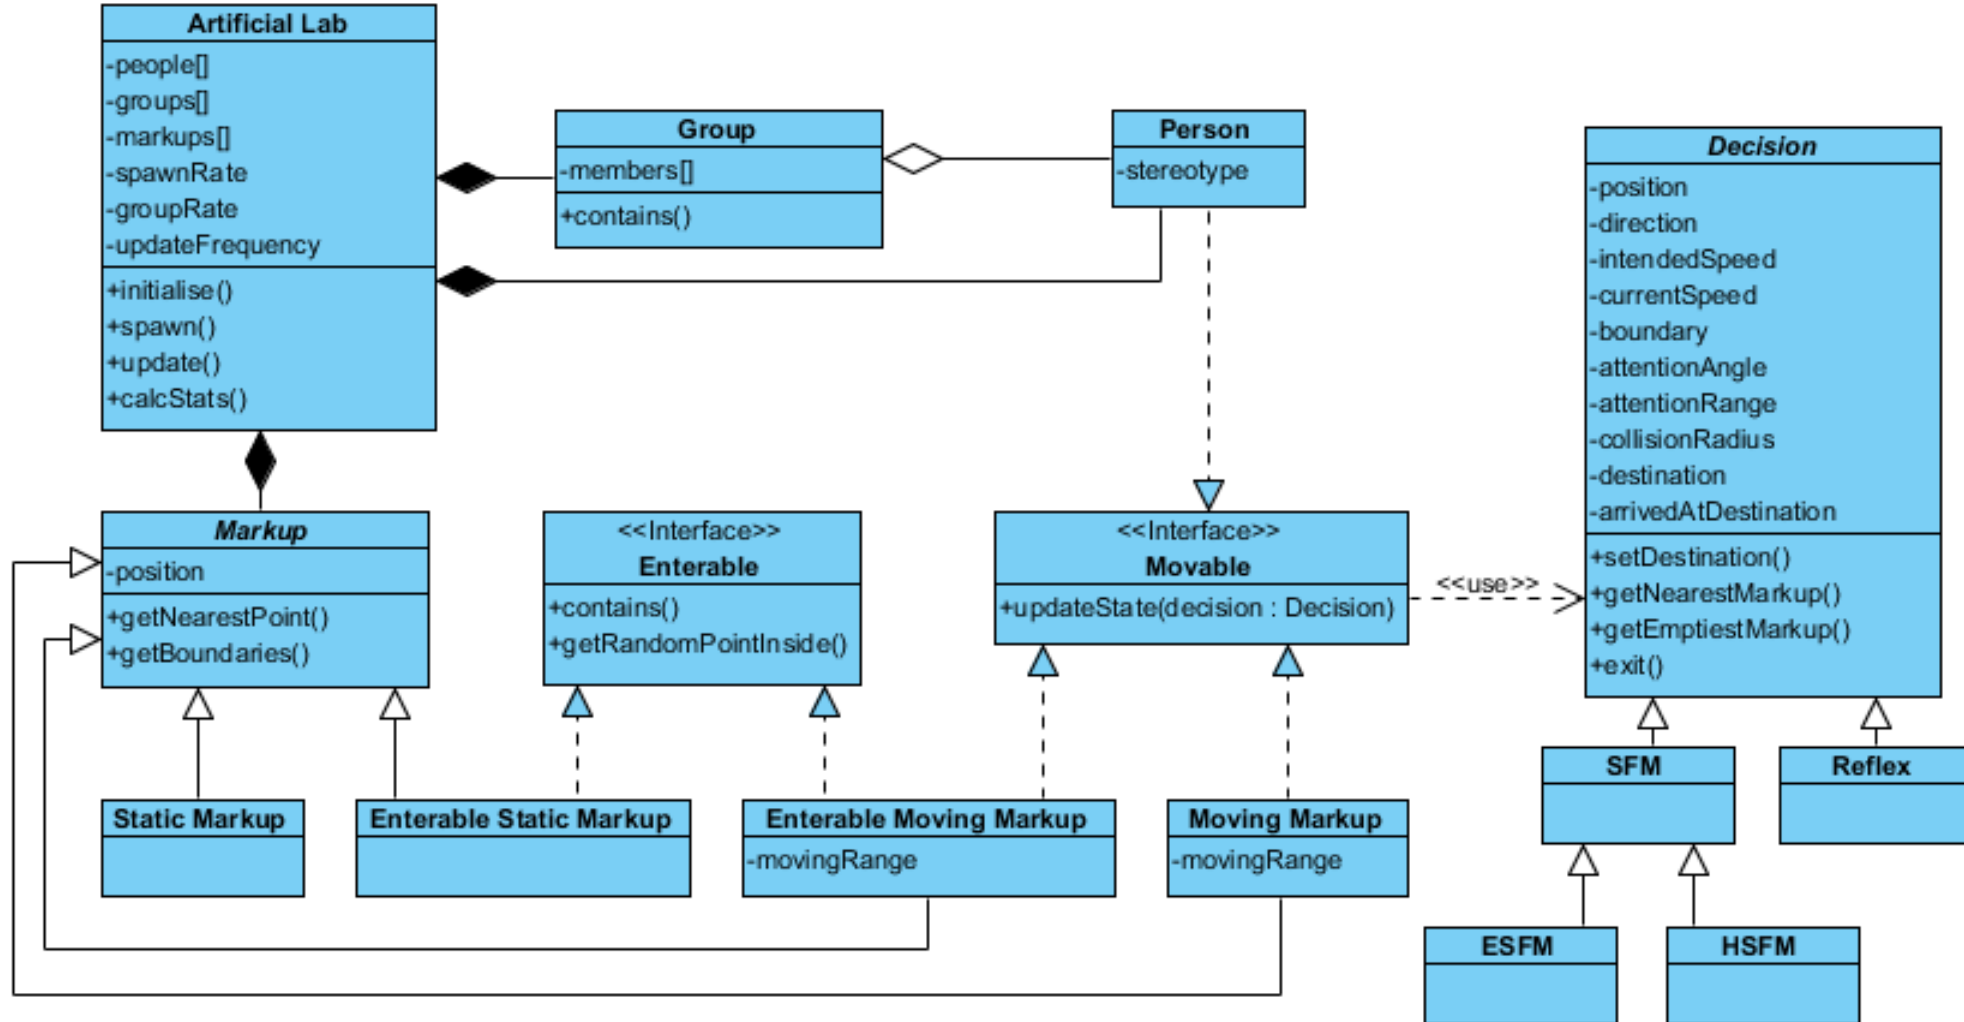 Artificial Lab
-people[]
-groups[]
-markups[]
-spawnRate
-groupRate
-updateFrequency
+initialise()
+spawn()
+update()
+calcStats()
Group
-members[]
+contains()
Person
-stereotype
Decision
-position
-direction
-intendedSpeed
-currentSpeed
-boundary
-attentionAngle
-attentionRange
-collisionRadius
-destination
-arrivedAtDestination
+setDestination()
+getNearestMarkup()
+getEmptiestMarkup()
+exit()
Markup
-position
+getNearestPoint()
+getBoundaries()
<<Interface>>
Enterable
+contains()
+getRandomPointInside()
<<Interface>>
Movable
+updateState(decision : Decision)
<<use>>
Static Markup
Enterable Static Markup
Enterable Moving Markup
-movingRange
Moving Markup
-movingRange
SFM
Reflex
ESFM
HSFM